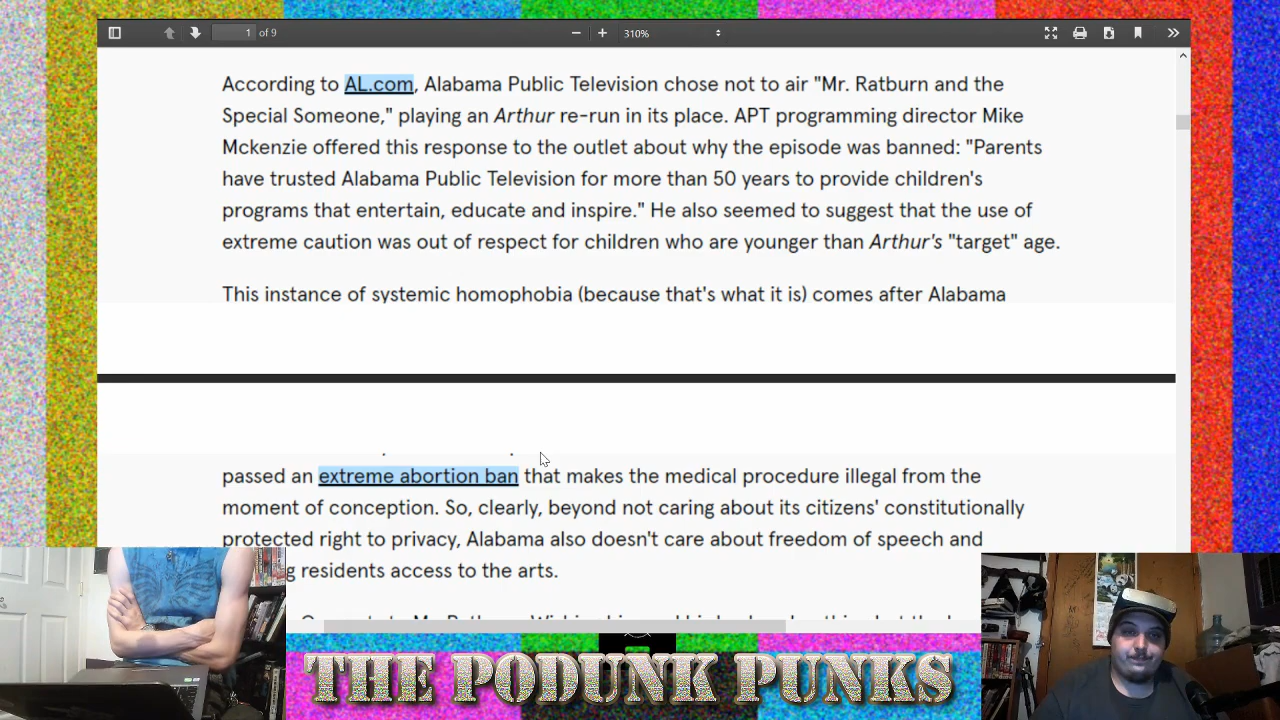 1 of 9
310%
According to AL.com, Alabama Public Television chose not to air "Mr. Ratburn and the
Special Someone," playing an Arthur re-run in its place. APT programming director Mike
Mckenzie offered this response to the outlet about why the episode was banned: "Parents
have trusted Alabama Public Television for more than 50 years to provide children's
programs that entertain, educate and inspire." He also seemed to suggest that the use of
extreme caution was out of respect for children who are younger than Arthur's "target" age.
This instance of systemic homophobia (because that's what it is) comes after Alabama
passed an extreme abortion ban that makes the medical procedure illegal from the
moment of conception. So, clearly, beyond not caring about its citizens' constitutionally
protected right to privacy, Alabama also doesn't care about freedom of speech and
residents access to the arts.
THE PODUNK PUNKS